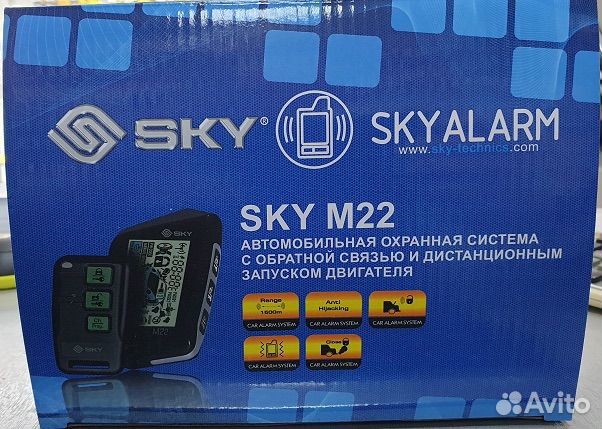 SKY®
SKYALARM
www.sky-technics.com
SKY M22
АВТОМОБИЛЬНАЯ ОХРАННАЯ СИСТЕМА
С ОБРАТНОЙ СВЯЗЬЮ И ДИСТАНЦИОННЫМ
ЗАПУСКОМ ДВИГАТЕЛЯ
Range
1600m
CAR ALARM SYSTEM
Anti
Hijacking
CAR ALARM SYSTEM
CAR ALARM SYSTEM
CAR ALARM SYSTEM
Close
CAR ALARM SYSTEM
SKY
M22
SKY
Avito